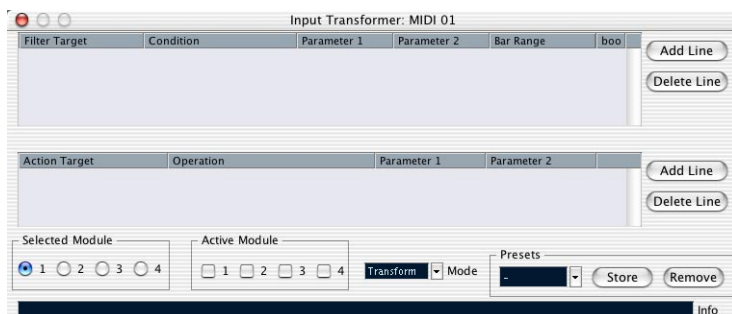 Input Transformer: MIDI 01
Filter Target Condition Parameter 1 Parameter 2 Bar Range boo
Add Line
Delete Line
Action Target Operation Parameter 1 Parameter 2
Add Line
Delete Line
Selected Module Active Module
Presets
1 2 3 4 1 2 3 4 Transform Mode - Store Remove
Info